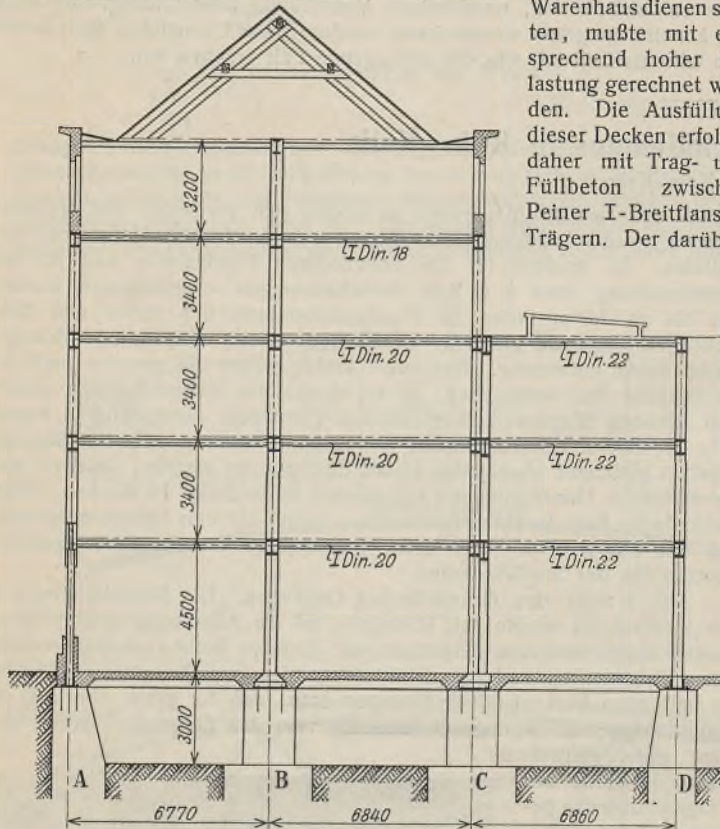 Warenhaus dienen s
ten, mußte mit e
sprechend hoher
lastung gerechnet w
den. Die Ausfüllu
dieser Decken erfol
daher mit Trag- u
Füllbeton zwisch
Peiner I-Breitflans
Trägern. Der darüb
3200
I Din. 18
3400
I Din. 20
I Din. 22
3400
I Din. 20
I Din. 22
3400
I Din. 20
I Din. 22
4500
3000
A
B
C
D
6770
6840
6860